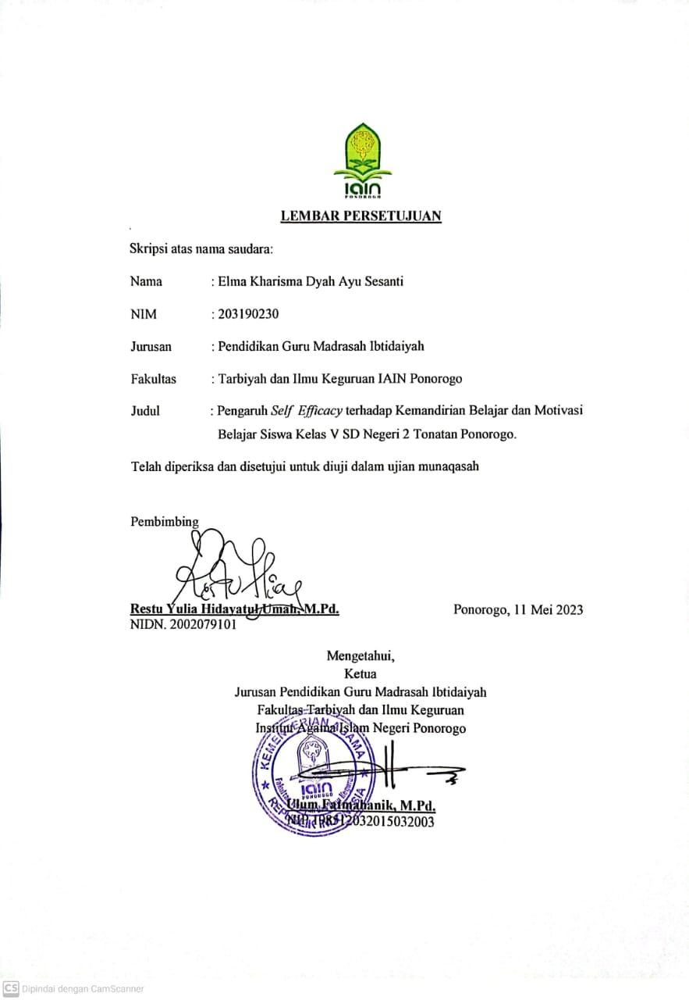 iain
PONOROGO
LEMBAR PERSETUJUAN
Skripsi atas nama saudara:
Nama : Elma Kharisma Dyah Ayu Sesanti
NIM : 203190230
Jurusan : Pendidikan Guru Madrasah Ibtidaiyah
Fakultas : Tarbiyah dan Ilmu Keguruan IAIN Ponorogo
Judul : Pengaruh Self Efficacy terhadap Kemandirian Belajar dan Motivasi
Belajar Siswa Kelas V SD Negeri 2 Tonatan Ponorogo.
Telah diperiksa dan disetujui untuk diuji dalam ujian munaqasah
Pembimbing
Restu Yulia Hidayatul Umah, M.Pd.
NIDN. 2002079101
Ponorogo, 11 Mei 2023
Mengetahui,
Ketua
Jurusan Pendidikan Guru Madrasah Ibtidaiyah
Fakultas Tarbiyah dan Ilmu Keguruan
Institut Agama Islam Negeri Ponorogo
KEMENTERIAN AGAMA
iain
PONOROGO
REPUBLIK INDONESIA
Ulum Fatmahanik, M.Pd.
NIP. 198512032015032003
CS Dipindai dengan CamScanner